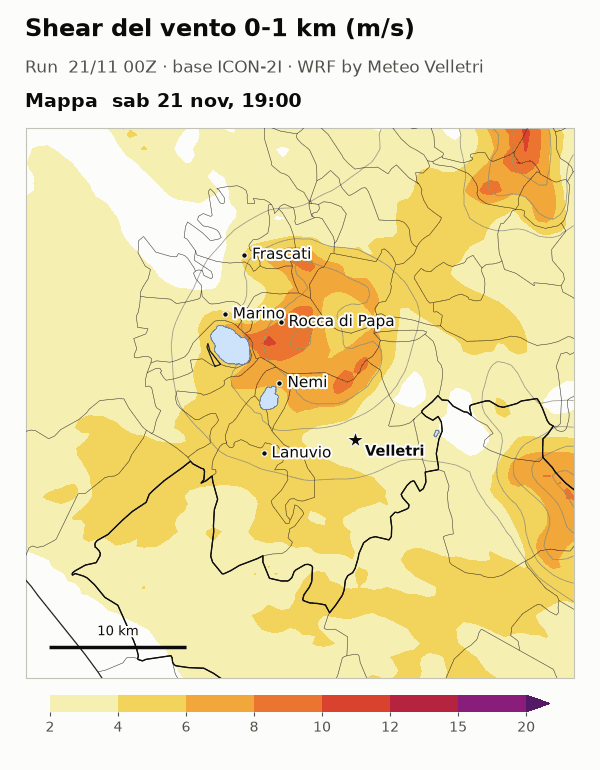 Shear del vento 0-1 km (m/s)
Run  21/11 00Z · base ICON-2I · WRF by Meteo Velletri
Mappa  sab 21 nov, 19:00
Frascati
Marino
Rocca di Papa
Nemi
Velletri
Lanuvio
10 km
2 4 6 8 10 12 15 20